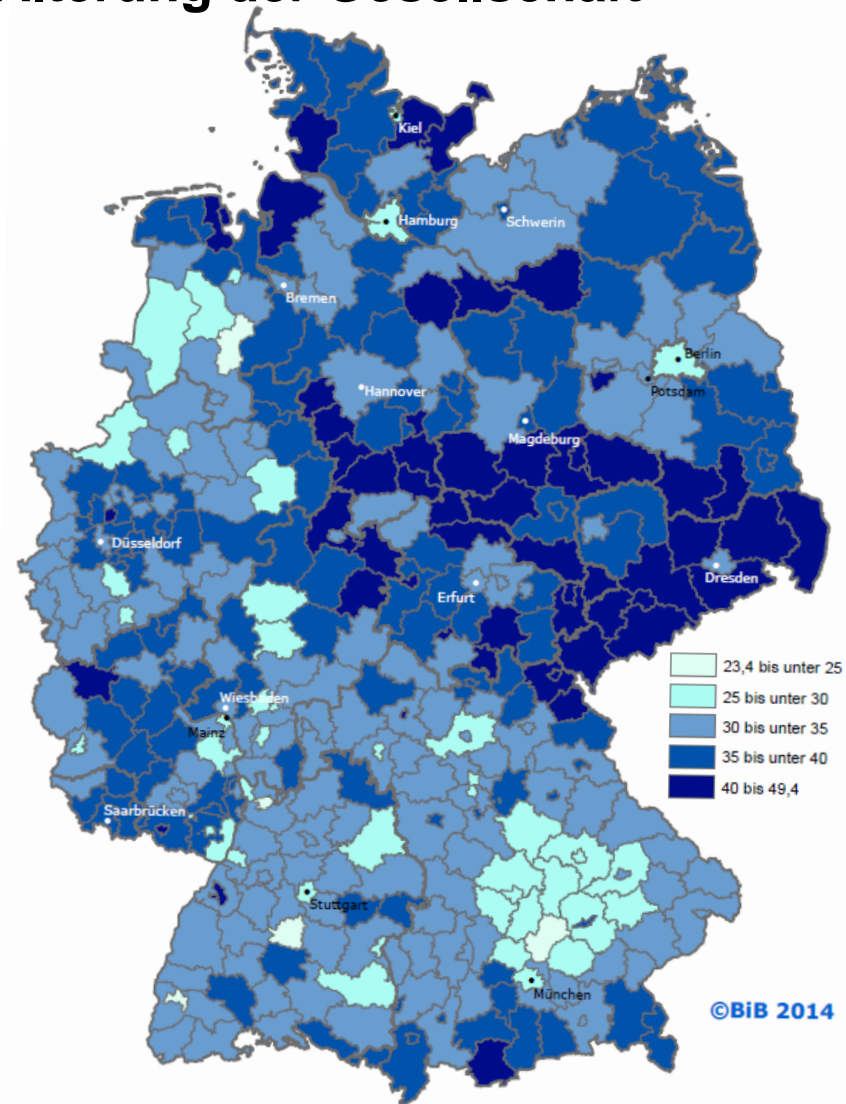 der Gesellschaft
Kiel
Hamburg
Schwerin
Bremen
Berlin
Hannover
Potsdam
Magdeburg
Düsseldorf
Dresden
Erfurt
Wiesbaden
Mainz
Saarbrücken
Stuttgart
München
23,4 bis unter 25
25 bis unter 30
30 bis unter 35
35 bis unter 40
40 bis 49,4
©BiB 2014